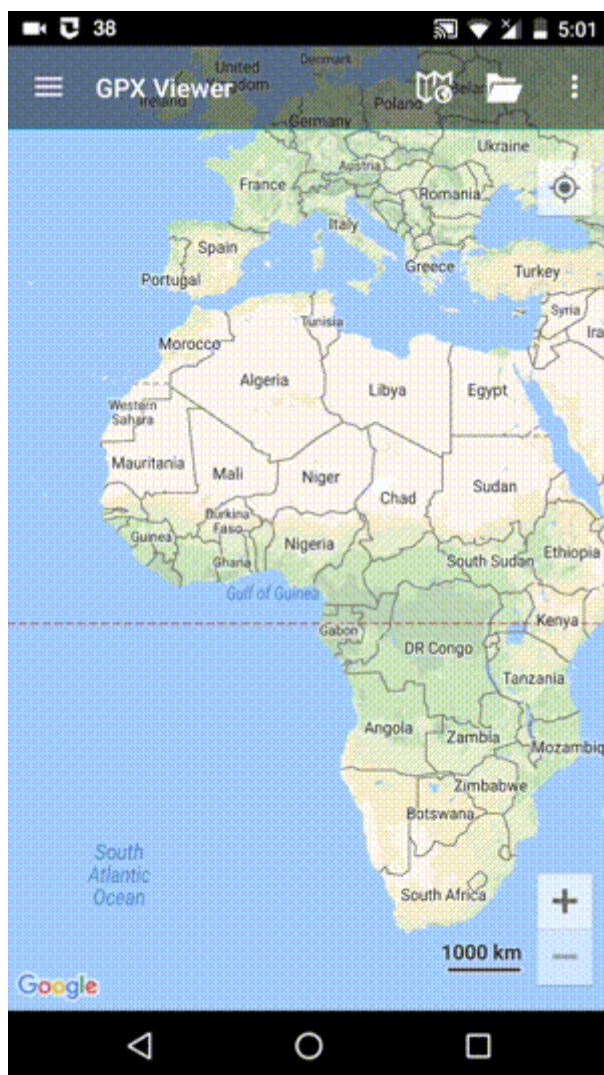 38
5:01
GPX Viewer
United
Kingdom
Denmark
Ireland
Poland
Belar
Germany
Ukraine
Austria
France
Romania
Italy
Spain
Greece
Portugal
Turkey
Syria
Tunisia
Ira
Morocco
Algeria
Libya
Egypt
Western
Sahara
Mauritania
Mali
Niger
Chad
Sudan
Burkina
Faso
Guinea
Nigeria
Ghana
South Sudan
Ethiopia
Gulf of Guinea
Kenya
Gabon
DR Congo
Tanzania
Angola
Zambia
Mozambiq
Zimbabwe
Botswana
South
Atlantic
Ocean
South Africa
1000 km
Google